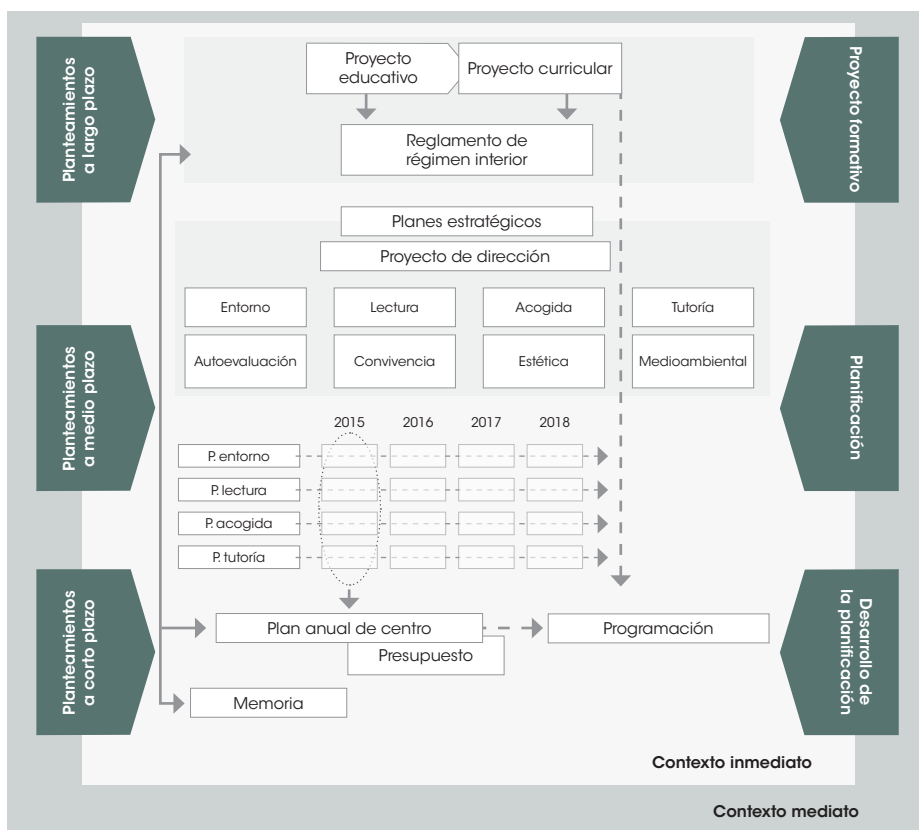 Planteamientos
a largo plazo
Proyecto
educativo
Proyecto curricular
Reglamento de
régimen interior
Proyecto formativo
Planes estratégicos
Proyecto de dirección
Entorno
Lectura
Acogida
Tutoría
Autoevaluación
Convivencia
Estética
Medioambiental
Planteamientos
a medio plazo
Planificación
2015
2016
2017
2018
P. entorno
P. lectura
P. acogida
P. tutoría
Planteamientos
a corto plazo
Plan anual de centro
Presupuesto
Programación
Memoria
Desarrollo de
la planificación
Contexto inmediato
Contexto mediato